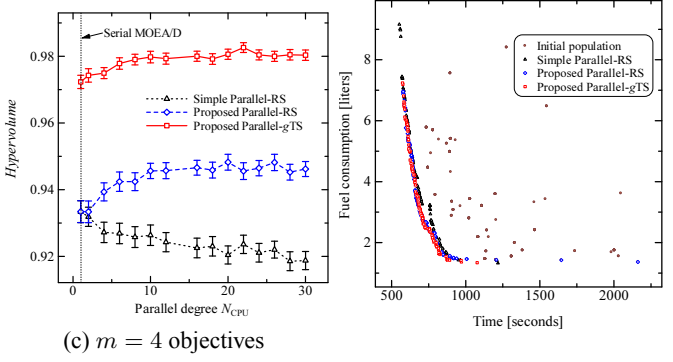 Serial MOEA/D
Hypervolume
0.98
0.96
0.94
0.92
Simple Parallel-RS
Proposed Parallel-RS
Proposed Parallel-gTS
0 10 20 30
Parallel degree NCPU
(c) m = 4 objectives
Fuel consumption [liters]
8
6
4
2
Initial population
Simple Parallel-RS
Proposed Parallel-RS
Proposed Parallel-gTS
500 1000 1500 2000
Time [seconds]